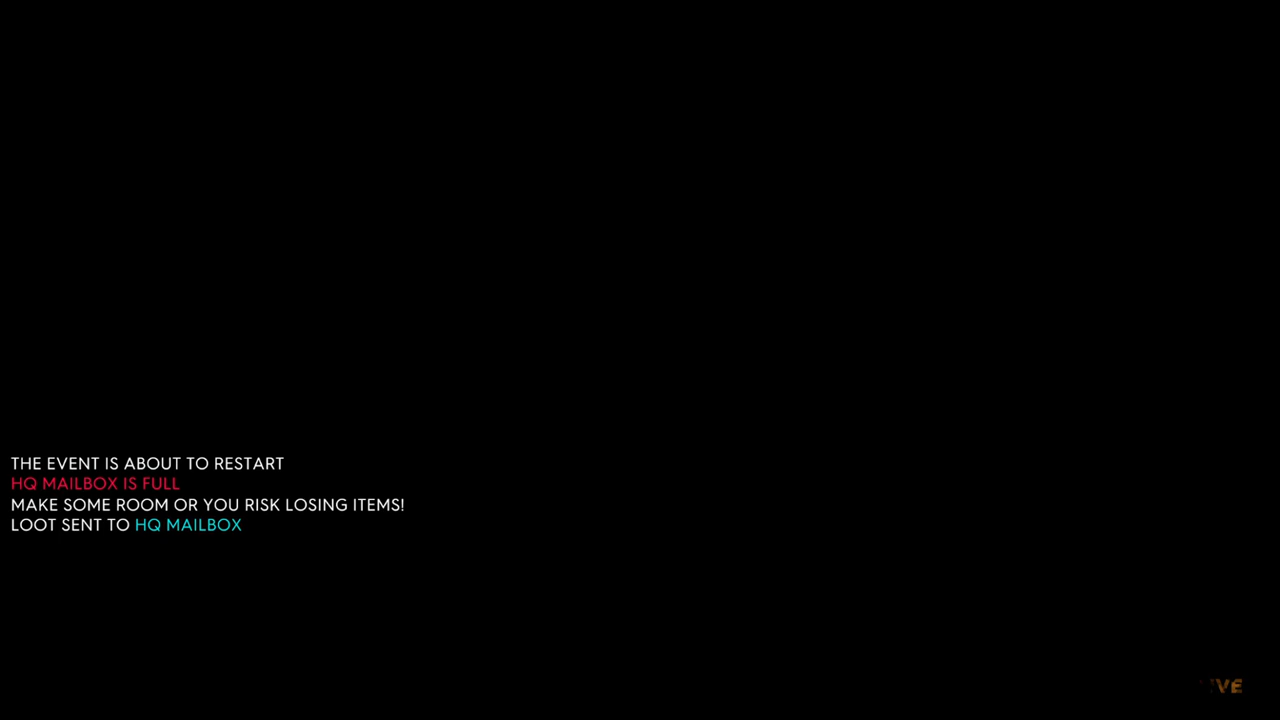 THE EVENT IS ABOUT TO RESTART
HQ MAILBOX IS FULL
MAKE SOME ROOM OR YOU RISK LOSING ITEMS!
LOOT SENT TO HQ MAILBOX